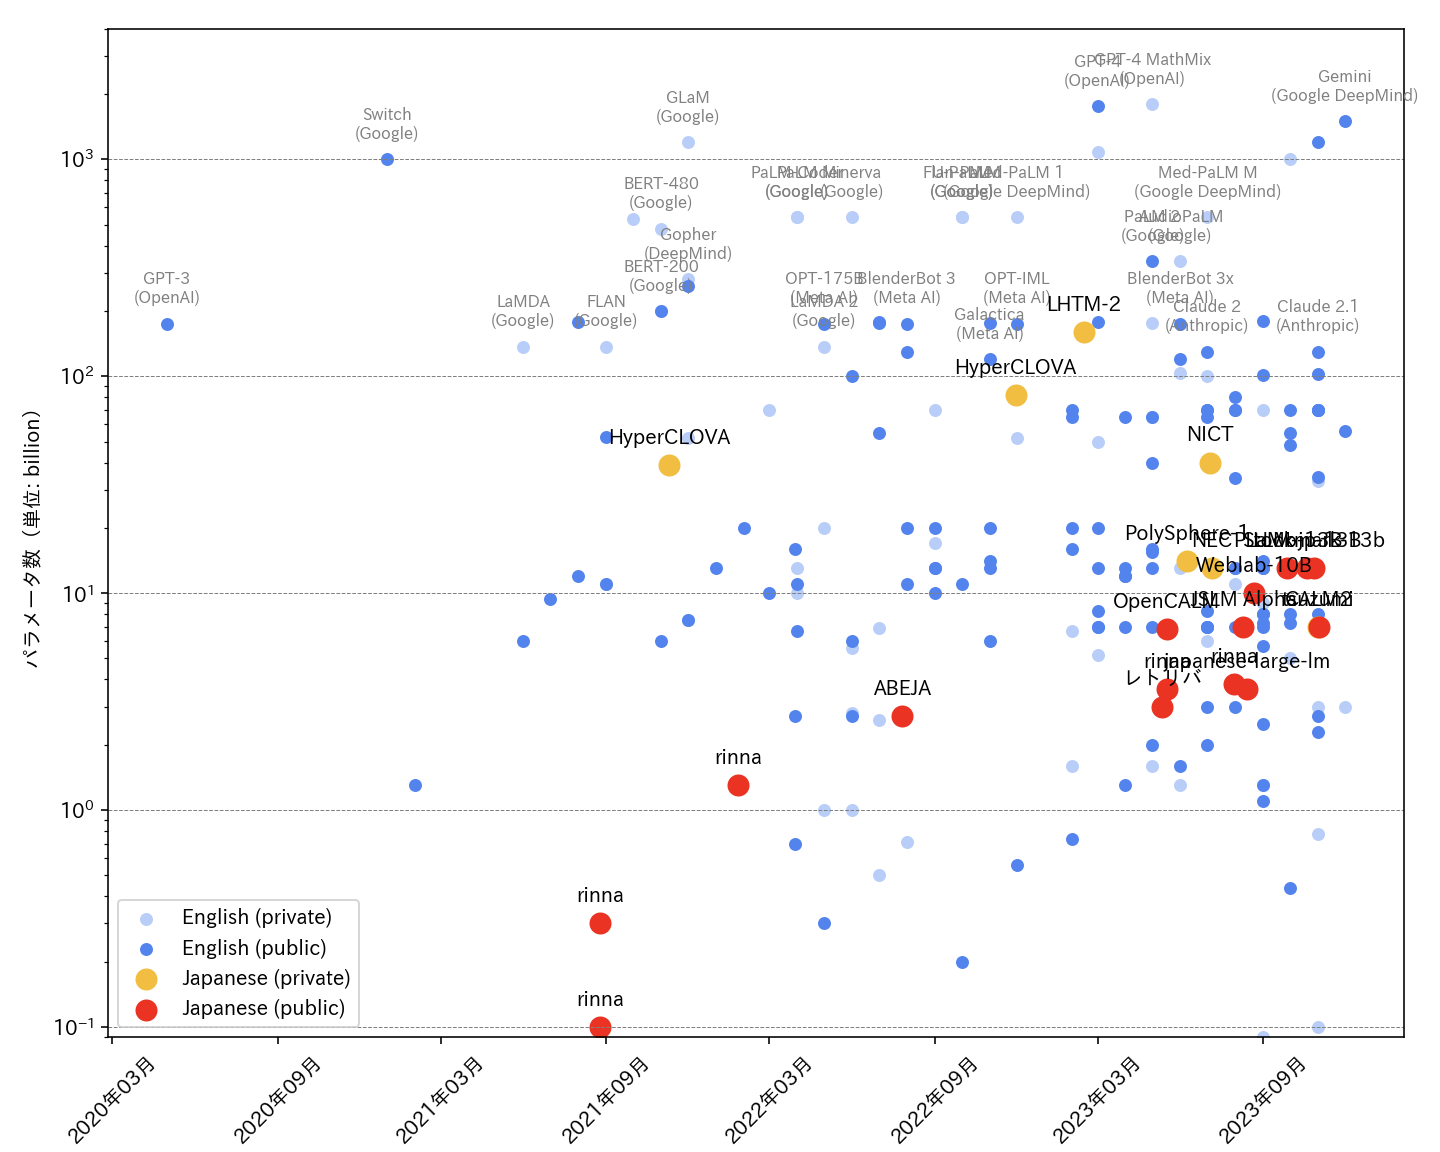 GPT-4
(OpenAI)
GPT-4 MathMix
(OpenAI)
Gemini
(Google DeepMind)
GLaM
(Google)
Switch
(Google)
10³
PaLM-Coder
(Google)
Minerva
(Google)
Med-PaLM 1
(Google DeepMind)
Med-PaLM M
(Google DeepMind)
BERT-480
(Google)
PaLM 2
(Google)
AudioPaLM
(Google)
Gopher
(DeepMind)
BERT-200
(Google)
GPT-3
(OpenAI)
OPT-175B
(Meta AI)
BlenderBot 3
(Meta AI)
OPT-IML
(Meta AI)
BlenderBot 3x
(Meta AI)
LaMDA
(Google)
FLAN
(Google)
LaMDA 2
(Google)
LHTM-2
Galactica
(Meta AI)
Claude 2
(Anthropic)
Claude 2.1
(Anthropic)
10²
HyperCLOVA
HyperCLOVA
NICT
PolySphere-1
Weblab-10B
10¹
OpenCALM
JSLM Alpha
CALM2
rinna
rinna
japanese-large-lm
レトリバ
ABEJA
rinna
10⁰
rinna
rinna
10⁻¹
パラメータ数（単位: billion）
English (private)
English (public)
Japanese (private)
Japanese (public)
2020年03月
2020年09月
2021年03月
2021年09月
2022年03月
2022年09月
2023年03月
2023年09月